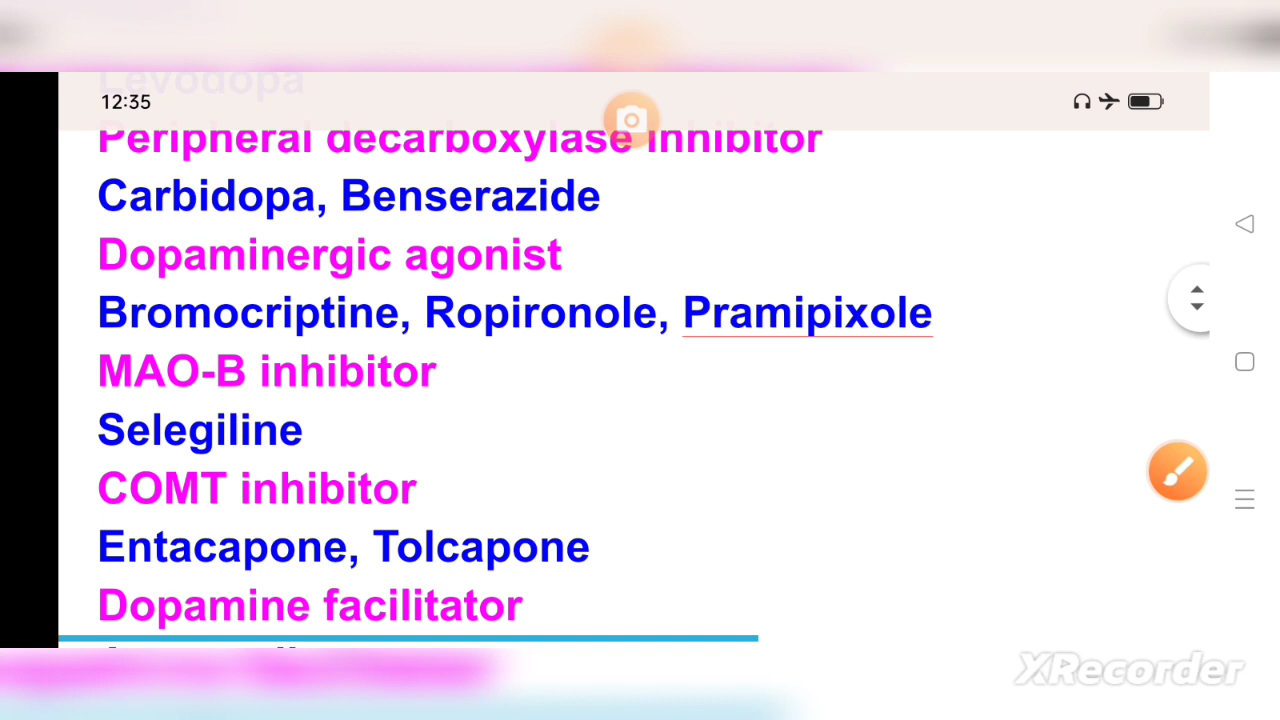 Levodopa
12:35
Peripheral decarboxylase inhibitor
Carbidopa, Benserazide
Dopaminergic agonist
Bromocriptine, Ropironole, Pramipixole
MAO-B inhibitor
Selegiline
COMT inhibitor
Entacapone, Tolcapone
Dopamine facilitator
XRecorder